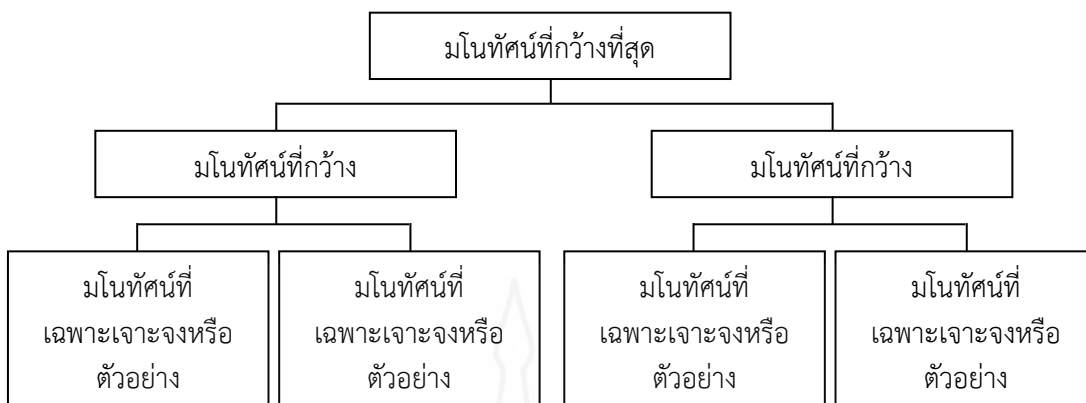 มโนทัศน์ที่กว้างที่สุด
มโนทัศน์ที่กว้าง
มโนทัศน์ที่กว้าง
มโนทัศน์ที่
เฉพาะเจาะจงหรือ
ตัวอย่าง
มโนทัศน์ที่
เฉพาะเจาะจงหรือ
ตัวอย่าง
มโนทัศน์ที่
เฉพาะเจาะจงหรือ
ตัวอย่าง
มโนทัศน์ที่
เฉพาะเจาะจงหรือ
ตัวอย่าง